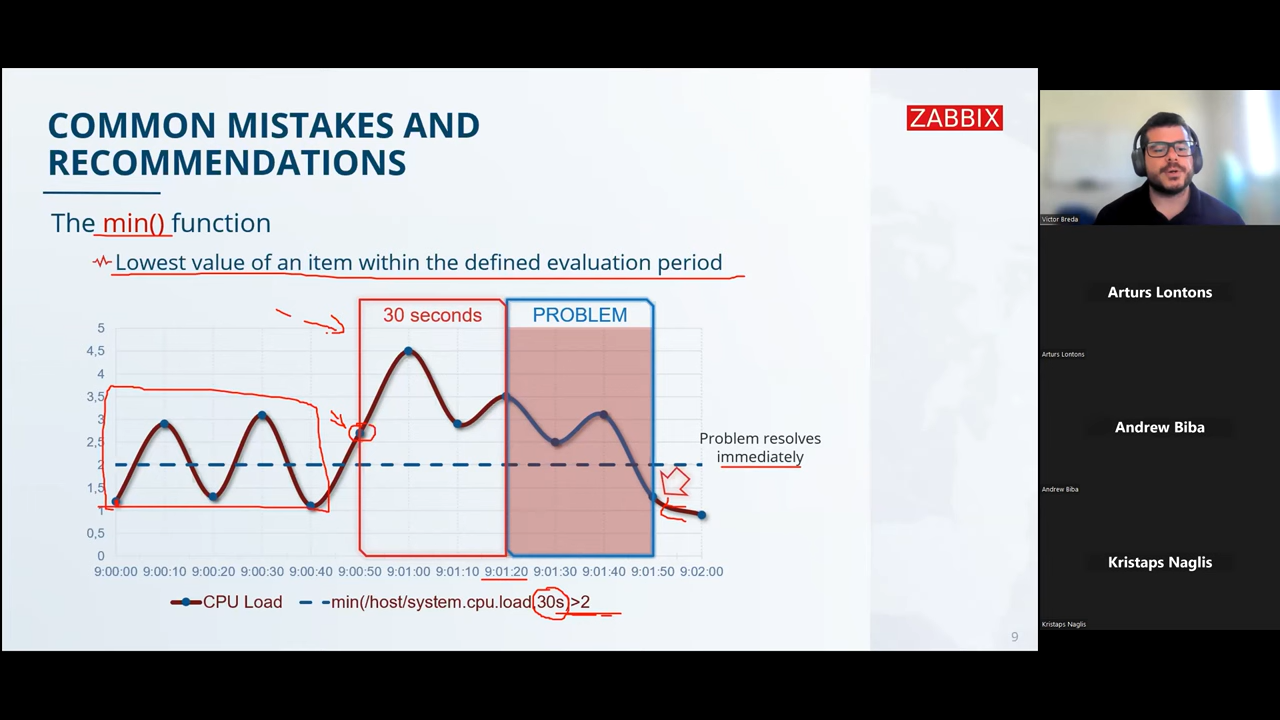 COMMON MISTAKES AND
RECOMMENDATIONS
ZABBIX
The min() function
Lowest value of an item within the defined evaluation period
30 seconds
PROBLEM
5
4,5
4
3,5
3
2,5
2
1,5
1
0,5
0
Problem resolves
immediately
9:00:00 9:00:10 9:00:20 9:00:30 9:00:40 9:00:50 9:01:00 9:01:10 9:01:20 9:01:30 9:01:40 9:01:50 9:02:00
CPU Load
min(/host/system.cpu.load,30s)>2
9
Victor Breda
Arturs Lontons
Arturs Lontons
Andrew Biba
Andrew Biba
Kristaps Naglis
Kristaps Naglis